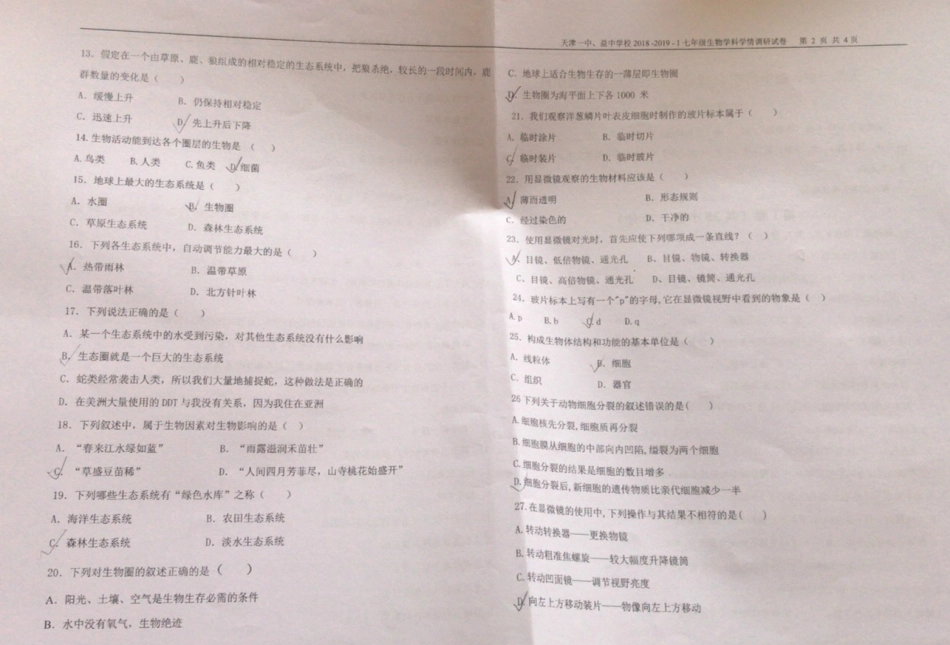 天津一中、益中学校 2018-2019-1 七年级生物学科学情调研试卷 第 2 页 共 4 页
13. 假定在一个由草原、鹿、狼组成的相对稳定的生态系统中，把狼杀绝，较长的一段时间内，鹿
群数量的变化是（ ）
A. 缓慢上升 B. 仍保持相对稳定
C. 迅速上升 D. 先上升后下降
14. 生物活动能到达各个圈层的生物是 （ ）
A. 鸟类 B. 人类 C. 鱼类 D. 细菌
15. 地球上最大的生态系统是（ ）
A. 水圈 B. 生物圈
C. 草原生态系统 D. 森林生态系统
16. 下列各生态系统中，自动调节能力最大的是（ ）
A. 热带雨林 B. 温带草原
C. 温带落叶林 D. 北方针叶林
17. 下列说法正确的是（ ）
A. 某一个生态系统中的水受到污染，对其他生态系统没有什么影响
B. 生态圈就是一个巨大的生态系统
C. 蛇类经常袭击人类，所以我们大量地捕捉蛇，这种做法是正确的
D. 在美洲大量使用的 DDT 与我没有关系，因为我住在亚洲
18. 下列叙述中，属于生物因素对生物影响的是（ ）
A. “春来江水绿如蓝” B. “雨露滋润禾苗壮”
C. “草盛豆苗稀” D. “人间四月芳菲尽，山寺桃花始盛开”
19. 下列哪些生态系统有“绿色水库”之称（ ）
A. 海洋生态系统 B. 农田生态系统
C. 森林生态系统 D. 淡水生态系统
20. 下列对生物圈的叙述正确的是（ ）
A. 阳光、土壤、空气是生物生存必需的条件
B. 水中没有氧气，生物绝迹
C. 地球上适合生物生存的一薄层即生物圈
D. 生物圈为海平面上下各 1000 米
21. 我们观察洋葱鳞片叶表皮细胞时制作的玻片标本属于（ ）
A. 临时涂片 B. 临时切片
C. 临时装片 D. 临时玻片
22. 用显微镜观察的生物材料应该是（ ）
A. 薄而透明 B. 形态规则
C. 经过染色的 D. 干净的
23. 使用显微镜对光时，首先应使下列哪项成一条直线？（ ）
A. 目镜、低倍物镜、通光孔 B、目镜、物镜、转换器
C. 目镜、高倍物镜、通光孔 D、目镜、镜筒、通光孔
24. 玻片标本上写有一个"p"的字母,它在显微镜视野中看到的物象是（ ）
A. p B. b C. d D. q
25. 构成生物体结构和功能的基本单位是（ ）
A. 线粒体 B. 细胞
C. 组织 D. 器官
26 下列关于动物细胞分裂的叙述错误的是（ ）
A. 细胞核先分裂,细胞质再分裂
B. 细胞膜从细胞的中部向内凹陷,缢裂为两个细胞
C. 细胞分裂的结果是细胞的数目增多
D. 细胞分裂后,新细胞的遗传物质比亲代细胞减少一半
27. 在显微镜的使用中,下列操作与其结果不相符的是（ ）
A. 转动转换器——更换物镜
B. 转动粗准焦螺旋——较大幅度升降镜筒
C. 转动凹面镜——调节视野亮度
D. 向左上方移动装片——物像向左上方移动